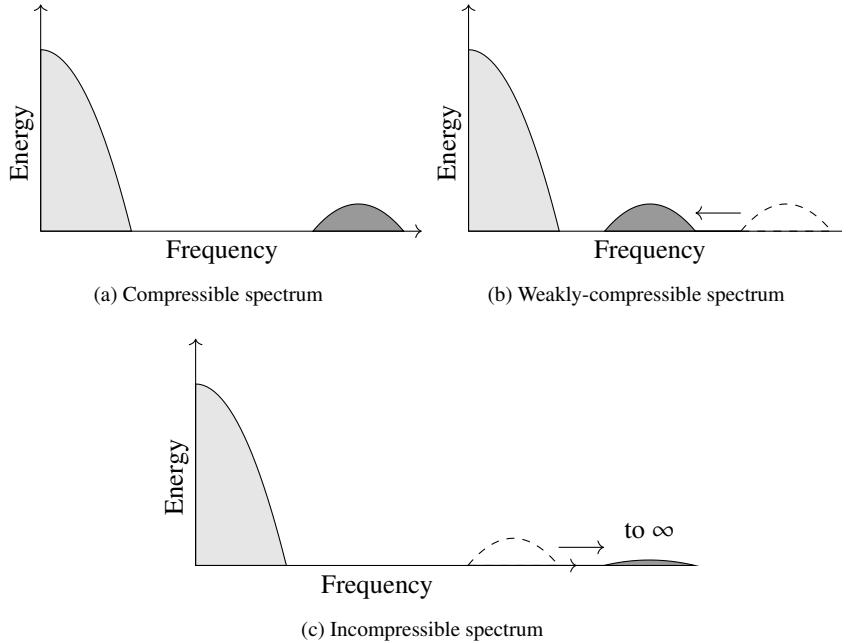 Energy
Frequency
(a) Compressible spectrum
Energy
Frequency
(b) Weakly-compressible spectrum
Energy
to ∞
Frequency
(c) Incompressible spectrum